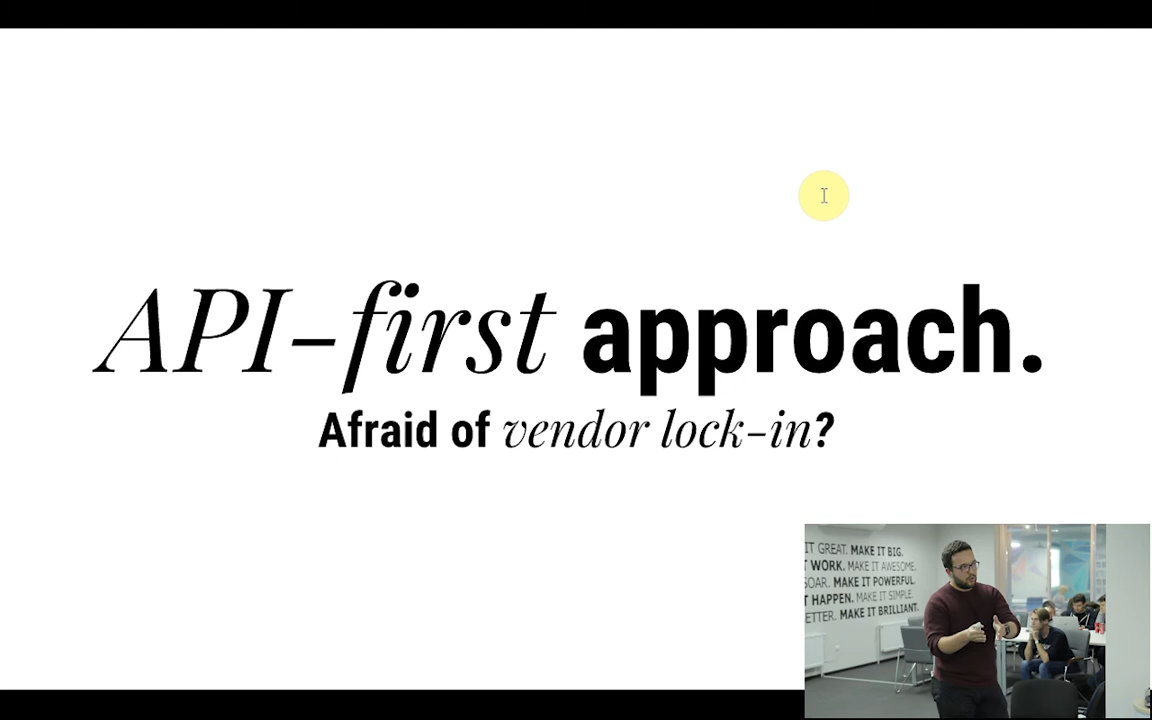 API-first approach.
Afraid of vendor lock-in?
IT GREAT. MAKE IT BIG.
WORK. MAKE IT AWESOME.
SOAR. MAKE IT POWERFUL.
HAPPEN. MAKE IT SIMPLE.
ETTER. MAKE IT BRILLIANT.